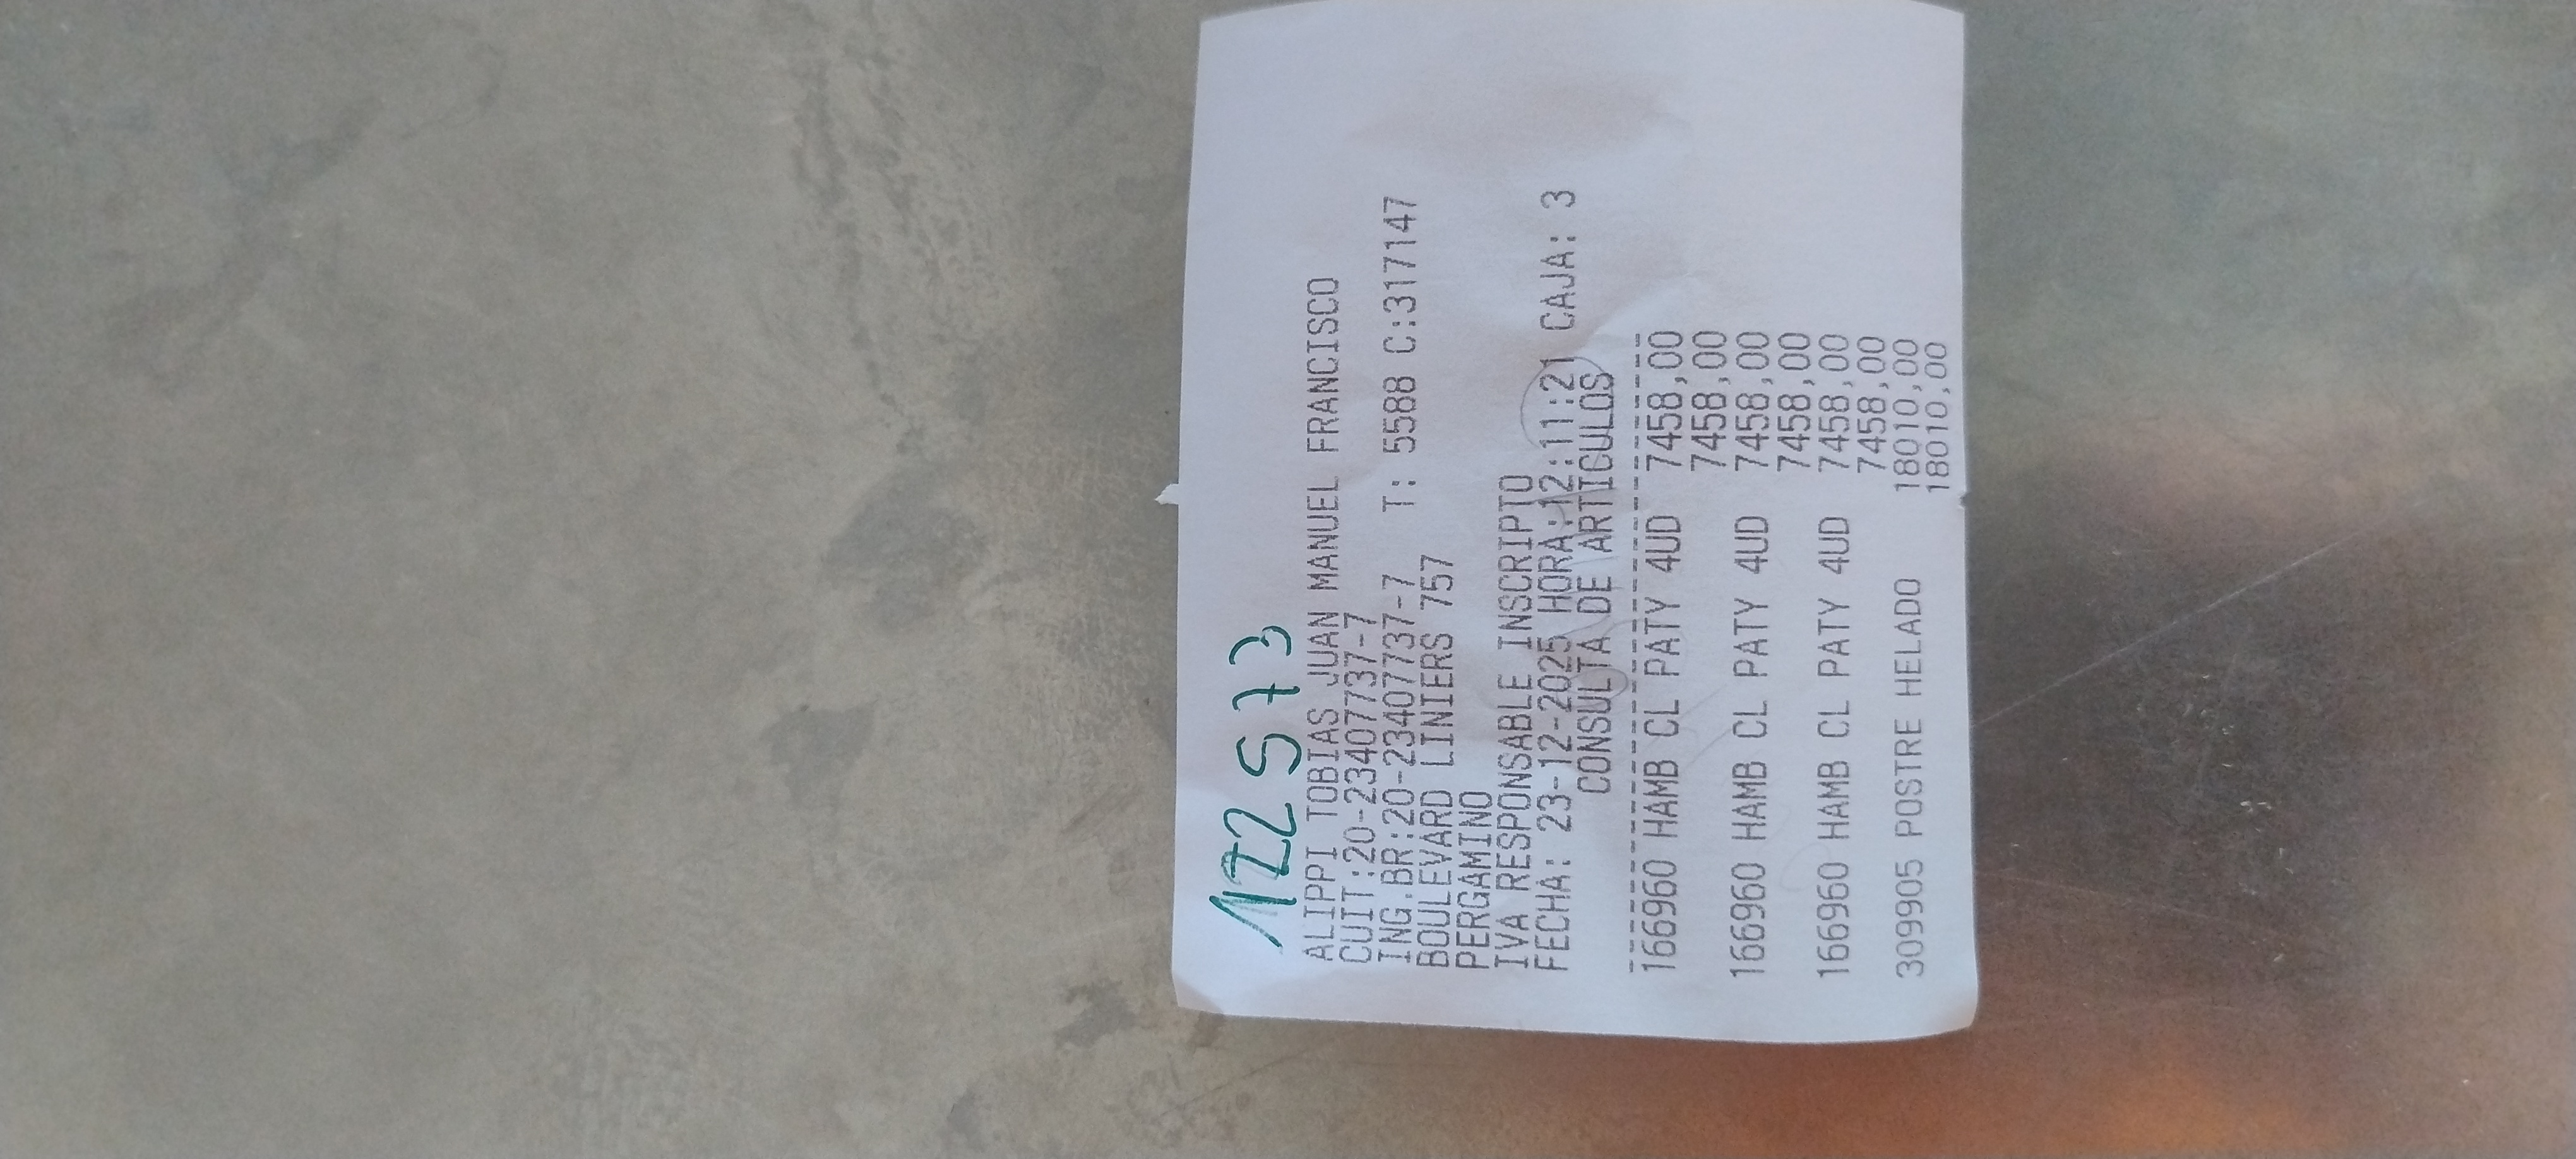 122573
ALIPPI TOBIAS JUAN MANUEL FRANCISCO
CUIT:20-23407737-7
ING.BR:20-23407737-7 T: 5588 C:317147
BOULEVARD LINIERS 757
PERGAMINO
IVA RESPONSABLE INSCRIPTO
FECHA: 23-12-2025 HORA:12:11:21 CAJA: 3
CONSULTA DE ARTICULOS
----------------------------------------
166960 HAMB CL PATY 4UD 7458,00
7458,00
166960 HAMB CL PATY 4UD 7458,00
7458,00
166960 HAMB CL PATY 4UD 7458,00
7458,00
309905 POSTRE HELADO 18010,00
18010,00